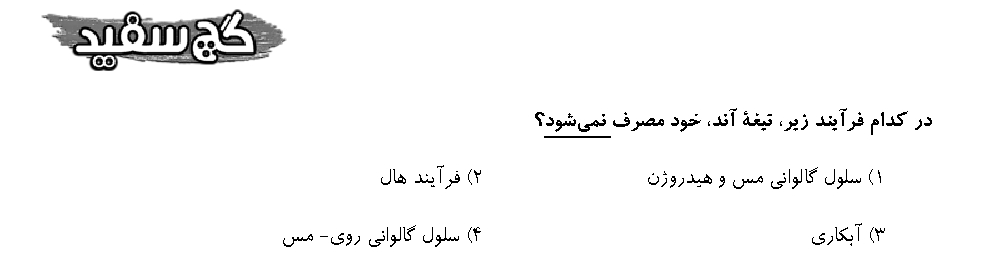 گچ سفید
در کدام فرآیند زیر، تیغهٔ آند، خود مصرف نمی‌شود؟
۱) سلول گالوانی مس و هیدروژن ۲) فرآیند هال
۳) آبکاری ۴) سلول گالوانی روی- مس